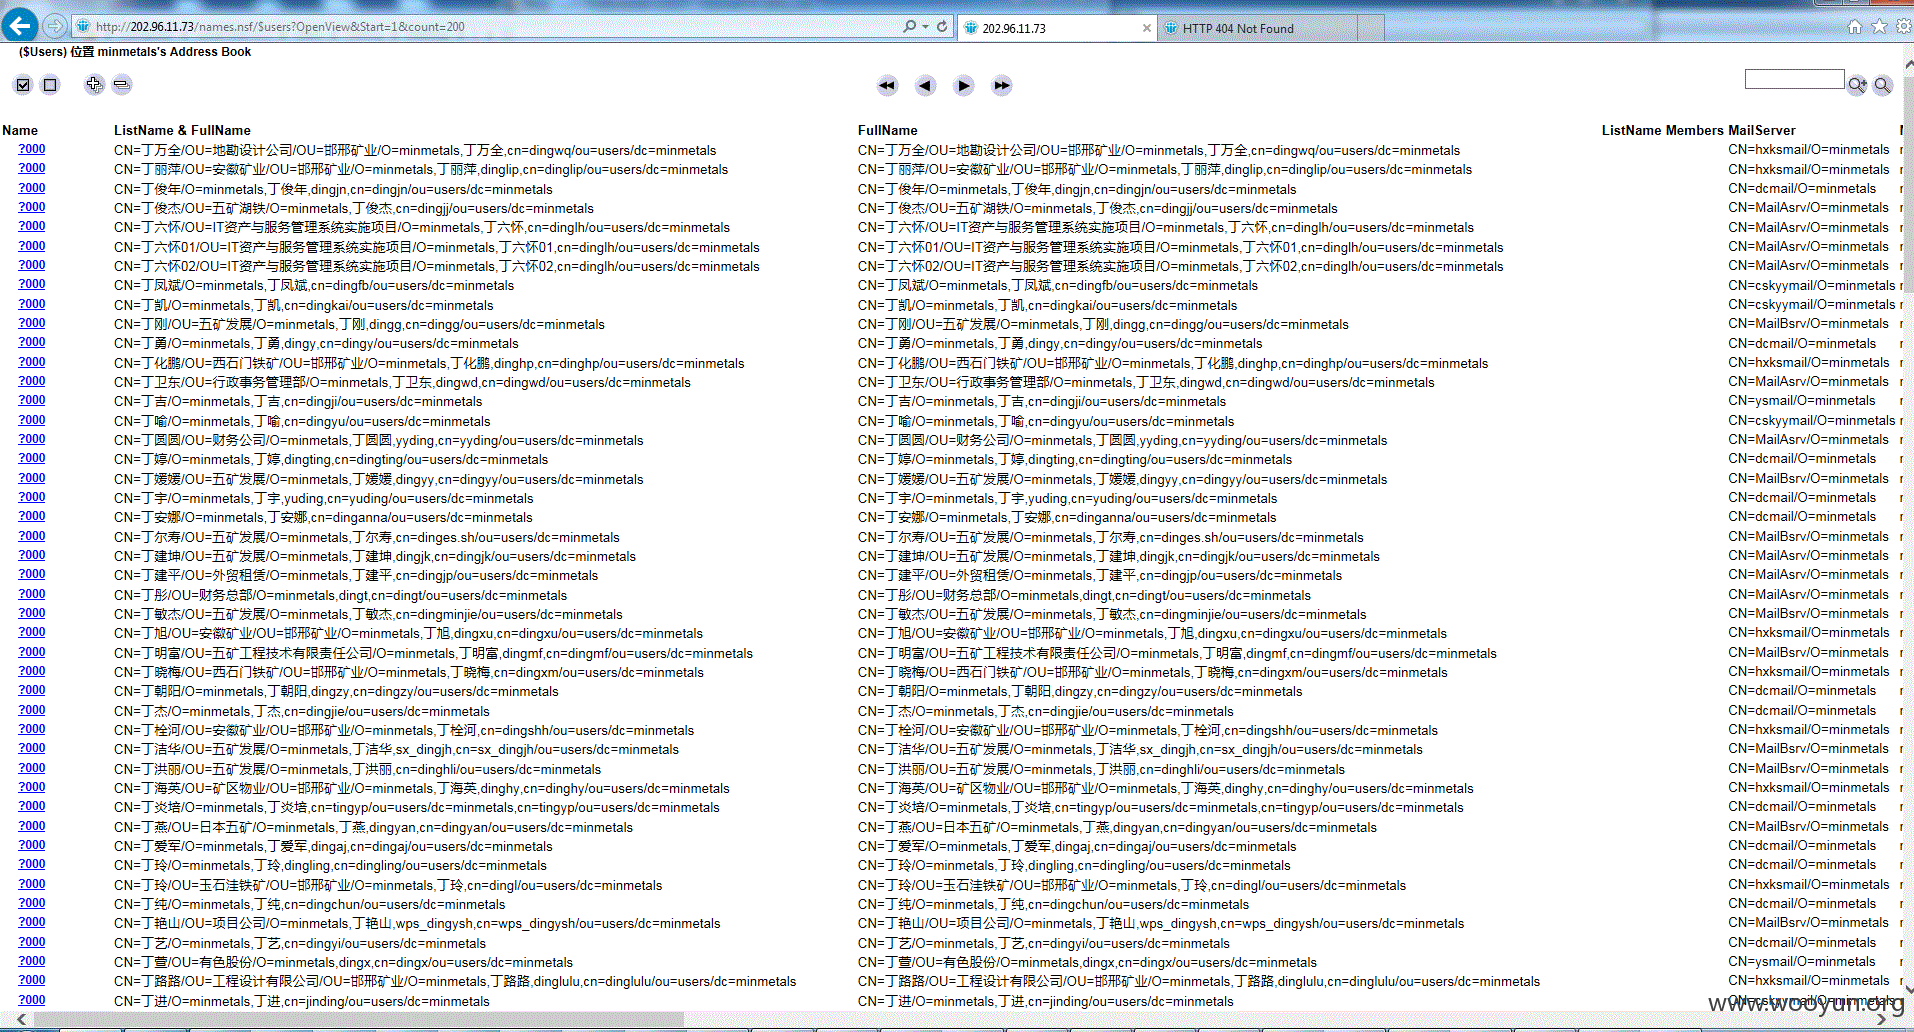 http://202.96.11.73/names.nsf/$users?OpenView&Start=1&count=200
202.96.11.73
HTTP 404 Not Found
($Users) 位置 minmetals's Address Book
Name ListName & FullName FullName ListName Members MailServer
?000 CN=丁万全/OU=地勘设计公司/OU=邯邢矿业/O=minmetals,丁万全,cn=dingwq/ou=users/dc=minmetals CN=丁万全/OU=地勘设计公司/OU=邯邢矿业/O=minmetals,丁万全,cn=dingwq/ou=users/dc=minmetals CN=hxksmail/O=minmetals
?000 CN=丁丽萍/OU=安徽矿业/OU=邯邢矿业/O=minmetals,丁丽萍,dinglip,cn=dinglip/ou=users/dc=minmetals CN=丁丽萍/OU=安徽矿业/OU=邯邢矿业/O=minmetals,丁丽萍,dinglip,cn=dinglip/ou=users/dc=minmetals CN=hxksmail/O=minmetals
?000 CN=丁俊年/O=minmetals,丁俊年,dingjn,cn=dingjn/ou=users/dc=minmetals CN=丁俊年/O=minmetals,丁俊年,dingjn,cn=dingjn/ou=users/dc=minmetals CN=dcmail/O=minmetals
?000 CN=丁俊杰/OU=五矿湖铁/O=minmetals,丁俊杰,cn=dingjj/ou=users/dc=minmetals CN=丁俊杰/OU=五矿湖铁/O=minmetals,丁俊杰,cn=dingjj/ou=users/dc=minmetals CN=MailAsrv/O=minmetals
?000 CN=丁六怀/OU=IT资产与服务管理系统实施项目/O=minmetals,丁六怀,cn=dinglh/ou=users/dc=minmetals CN=丁六怀/OU=IT资产与服务管理系统实施项目/O=minmetals,丁六怀,cn=dinglh/ou=users/dc=minmetals CN=MailAsrv/O=minmetals
?000 CN=丁六怀01/OU=IT资产与服务管理系统实施项目/O=minmetals,丁六怀01,cn=dinglh/ou=users/dc=minmetals CN=丁六怀01/OU=IT资产与服务管理系统实施项目/O=minmetals,丁六怀01,cn=dinglh/ou=users/dc=minmetals CN=MailAsrv/O=minmetals
?000 CN=丁六怀02/OU=IT资产与服务管理系统实施项目/O=minmetals,丁六怀02,cn=dinglh/ou=users/dc=minmetals CN=丁六怀02/OU=IT资产与服务管理系统实施项目/O=minmetals,丁六怀02,cn=dinglh/ou=users/dc=minmetals CN=MailAsrv/O=minmetals
?000 CN=丁凤斌/O=minmetals,丁凤斌,cn=dingfb/ou=users/dc=minmetals CN=丁凤斌/O=minmetals,丁凤斌,cn=dingfb/ou=users/dc=minmetals CN=cskyymail/O=minmetals
?000 CN=丁凯/O=minmetals,丁凯,cn=dingkai/ou=users/dc=minmetals CN=丁凯/O=minmetals,丁凯,cn=dingkai/ou=users/dc=minmetals CN=cskyymail/O=minmetals
?000 CN=丁刚/OU=五矿发展/O=minmetals,丁刚,dingg,cn=dingg/ou=users/dc=minmetals CN=丁刚/OU=五矿发展/O=minmetals,丁刚,dingg,cn=dingg/ou=users/dc=minmetals CN=MailBsrv/O=minmetals
?000 CN=丁勇/O=minmetals,丁勇,dingy,cn=dingy/ou=users/dc=minmetals CN=丁勇/O=minmetals,丁勇,dingy,cn=dingy/ou=users/dc=minmetals CN=dcmail/O=minmetals
?000 CN=丁化鹏/OU=西石门铁矿/OU=邯邢矿业/O=minmetals,丁化鹏,dinghp,cn=dinghp/ou=users/dc=minmetals CN=丁化鹏/OU=西石门铁矿/OU=邯邢矿业/O=minmetals,丁化鹏,dinghp,cn=dinghp/ou=users/dc=minmetals CN=hxksmail/O=minmetals
?000 CN=丁卫东/OU=行政事务管理部/O=minmetals,丁卫东,dingwd,cn=dingwd/ou=users/dc=minmetals CN=丁卫东/OU=行政事务管理部/O=minmetals,丁卫东,dingwd,cn=dingwd/ou=users/dc=minmetals CN=MailAsrv/O=minmetals
?000 CN=丁吉/O=minmetals,丁吉,cn=dingji/ou=users/dc=minmetals CN=丁吉/O=minmetals,丁吉,cn=dingji/ou=users/dc=minmetals CN=ysmail/O=minmetals
?000 CN=丁喻/O=minmetals,丁喻,cn=dingyu/ou=users/dc=minmetals CN=丁喻/O=minmetals,丁喻,cn=dingyu/ou=users/dc=minmetals CN=cskyymail/O=minmetals
?000 CN=丁圆圆/OU=财务公司/O=minmetals,丁圆圆,yyding,cn=yyding/ou=users/dc=minmetals CN=丁圆圆/OU=财务公司/O=minmetals,丁圆圆,yyding,cn=yyding/ou=users/dc=minmetals CN=MailAsrv/O=minmetals
?000 CN=丁婷/O=minmetals,丁婷,dingting,cn=dingting/ou=users/dc=minmetals CN=丁婷/O=minmetals,丁婷,dingting,cn=dingting/ou=users/dc=minmetals CN=dcmail/O=minmetals
?000 CN=丁媛媛/OU=五矿发展/O=minmetals,丁媛媛,dingyy,cn=dingyy/ou=users/dc=minmetals CN=丁媛媛/OU=五矿发展/O=minmetals,丁媛媛,dingyy,cn=dingyy/ou=users/dc=minmetals CN=MailBsrv/O=minmetals
?000 CN=丁宇/O=minmetals,丁宇,yuding,cn=yuding/ou=users/dc=minmetals CN=丁宇/O=minmetals,丁宇,yuding,cn=yuding/ou=users/dc=minmetals CN=dcmail/O=minmetals
?000 CN=丁安娜/O=minmetals,丁安娜,cn=dinganna/ou=users/dc=minmetals CN=丁安娜/O=minmetals,丁安娜,cn=dinganna/ou=users/dc=minmetals CN=dcmail/O=minmetals
?000 CN=丁尔寿/OU=五矿发展/O=minmetals,丁尔寿,cn=dinges.sh/ou=users/dc=minmetals CN=丁尔寿/OU=五矿发展/O=minmetals,丁尔寿,cn=dinges.sh/ou=users/dc=minmetals CN=MailBsrv/O=minmetals
?000 CN=丁建坤/OU=五矿发展/O=minmetals,丁建坤,dingjk,cn=dingjk/ou=users/dc=minmetals CN=丁建坤/OU=五矿发展/O=minmetals,丁建坤,dingjk,cn=dingjk/ou=users/dc=minmetals CN=MailAsrv/O=minmetals
?000 CN=丁建平/OU=外贸租赁/O=minmetals,丁建平,cn=dingjp/ou=users/dc=minmetals CN=丁建平/OU=外贸租赁/O=minmetals,丁建平,cn=dingjp/ou=users/dc=minmetals CN=MailAsrv/O=minmetals
?000 CN=丁彤/OU=财务总部/O=minmetals,dingt,cn=dingt/ou=users/dc=minmetals CN=丁彤/OU=财务总部/O=minmetals,dingt,cn=dingt/ou=users/dc=minmetals CN=MailAsrv/O=minmetals
?000 CN=丁敏杰/OU=五矿发展/O=minmetals,丁敏杰,cn=dingminjie/ou=users/dc=minmetals CN=丁敏杰/OU=五矿发展/O=minmetals,丁敏杰,cn=dingminjie/ou=users/dc=minmetals CN=MailBsrv/O=minmetals
?000 CN=丁旭/OU=安徽矿业/OU=邯邢矿业/O=minmetals,丁旭,dingxu,cn=dingxu/ou=users/dc=minmetals CN=丁旭/OU=安徽矿业/OU=邯邢矿业/O=minmetals,丁旭,dingxu,cn=dingxu/ou=users/dc=minmetals CN=hxksmail/O=minmetals
?000 CN=丁明富/OU=五矿工程技术有限责任公司/O=minmetals,丁明富,dingmf,cn=dingmf/ou=users/dc=minmetals CN=丁明富/OU=五矿工程技术有限责任公司/O=minmetals,丁明富,dingmf,cn=dingmf/ou=users/dc=minmetals CN=MailBsrv/O=minmetals
?000 CN=丁晓梅/OU=西石门铁矿/OU=邯邢矿业/O=minmetals,丁晓梅,cn=dingxm/ou=users/dc=minmetals CN=丁晓梅/OU=西石门铁矿/OU=邯邢矿业/O=minmetals,丁晓梅,cn=dingxm/ou=users/dc=minmetals CN=hxksmail/O=minmetals
?000 CN=丁朝阳/O=minmetals,丁朝阳,dingzy,cn=dingzy/ou=users/dc=minmetals CN=丁朝阳/O=minmetals,丁朝阳,dingzy,cn=dingzy/ou=users/dc=minmetals CN=dcmail/O=minmetals
?000 CN=丁杰/O=minmetals,丁杰,cn=dingjie/ou=users/dc=minmetals CN=丁杰/O=minmetals,丁杰,cn=dingjie/ou=users/dc=minmetals CN=dcmail/O=minmetals
?000 CN=丁栓河/OU=安徽矿业/OU=邯邢矿业/O=minmetals,丁栓河,cn=dingshh/ou=users/dc=minmetals CN=丁栓河/OU=安徽矿业/OU=邯邢矿业/O=minmetals,丁栓河,cn=dingshh/ou=users/dc=minmetals CN=hxksmail/O=minmetals
?000 CN=丁洁华/OU=五矿发展/O=minmetals,丁洁华,sx_dingjh,cn=sx_dingjh/ou=users/dc=minmetals CN=丁洁华/OU=五矿发展/O=minmetals,丁洁华,sx_dingjh,cn=sx_dingjh/ou=users/dc=minmetals CN=MailBsrv/O=minmetals
?000 CN=丁洪丽/OU=五矿发展/O=minmetals,丁洪丽,cn=dinghli/ou=users/dc=minmetals CN=丁洪丽/OU=五矿发展/O=minmetals,丁洪丽,cn=dinghli/ou=users/dc=minmetals CN=MailBsrv/O=minmetals
?000 CN=丁海英/OU=矿区物业/OU=邯邢矿业/O=minmetals,丁海英,dinghy,cn=dinghy/ou=users/dc=minmetals CN=丁海英/OU=矿区物业/OU=邯邢矿业/O=minmetals,丁海英,dinghy,cn=dinghy/ou=users/dc=minmetals CN=hxksmail/O=minmetals
?000 CN=丁炎培/O=minmetals,丁炎培,cn=tingyp/ou=users/dc=minmetals,cn=tingyp/ou=users/dc=minmetals CN=丁炎培/O=minmetals,丁炎培,cn=tingyp/ou=users/dc=minmetals,cn=tingyp/ou=users/dc=minmetals CN=dcmail/O=minmetals
?000 CN=丁燕/OU=日本五矿/O=minmetals,丁燕,dingyan,cn=dingyan/ou=users/dc=minmetals CN=丁燕/OU=日本五矿/O=minmetals,丁燕,dingyan,cn=dingyan/ou=users/dc=minmetals CN=MailBsrv/O=minmetals
?000 CN=丁爱军/O=minmetals,丁爱军,dingaj,cn=dingaj/ou=users/dc=minmetals CN=丁爱军/O=minmetals,丁爱军,dingaj,cn=dingaj/ou=users/dc=minmetals CN=dcmail/O=minmetals
?000 CN=丁玲/O=minmetals,丁玲,dingling,cn=dingling/ou=users/dc=minmetals CN=丁玲/O=minmetals,丁玲,dingling,cn=dingling/ou=users/dc=minmetals CN=dcmail/O=minmetals
?000 CN=丁玲/OU=玉石洼铁矿/OU=邯邢矿业/O=minmetals,丁玲,cn=dingl/ou=users/dc=minmetals CN=丁玲/OU=玉石洼铁矿/OU=邯邢矿业/O=minmetals,丁玲,cn=dingl/ou=users/dc=minmetals CN=hxksmail/O=minmetals
?000 CN=丁纯/O=minmetals,丁纯,cn=dingchun/ou=users/dc=minmetals CN=丁纯/O=minmetals,丁纯,cn=dingchun/ou=users/dc=minmetals CN=dcmail/O=minmetals
?000 CN=丁艳山/OU=项目公司/O=minmetals,丁艳山,wps_dingysh,cn=wps_dingysh/ou=users/dc=minmetals CN=丁艳山/OU=项目公司/O=minmetals,丁艳山,wps_dingysh,cn=wps_dingysh/ou=users/dc=minmetals CN=MailBsrv/O=minmetals
?000 CN=丁艺/O=minmetals,丁艺,cn=dingyi/ou=users/dc=minmetals CN=丁艺/O=minmetals,丁艺,cn=dingyi/ou=users/dc=minmetals CN=dcmail/O=minmetals
?000 CN=丁萱/OU=有色股份/O=minmetals,dingx,cn=dingx/ou=users/dc=minmetals CN=丁萱/OU=有色股份/O=minmetals,dingx,cn=dingx/ou=users/dc=minmetals CN=ysmail/O=minmetals
?000 CN=丁路路/OU=工程设计有限公司/OU=邯邢矿业/O=minmetals,丁路路,dinglulu,cn=dinglulu/ou=users/dc=minmetals CN=丁路路/OU=工程设计有限公司/OU=邯邢矿业/O=minmetals,丁路路,dinglulu,cn=dinglulu/ou=users/dc=minmetals CN=hxksmail/O=minmetals
?000 CN=丁进/O=minmetals,丁进,cn=jinding/ou=users/dc=minmetals CN=丁进/O=minmetals,丁进,cn=jinding/ou=users/dc=minmetals CN=cskyymail/O=minmetals
www.wooyun.org